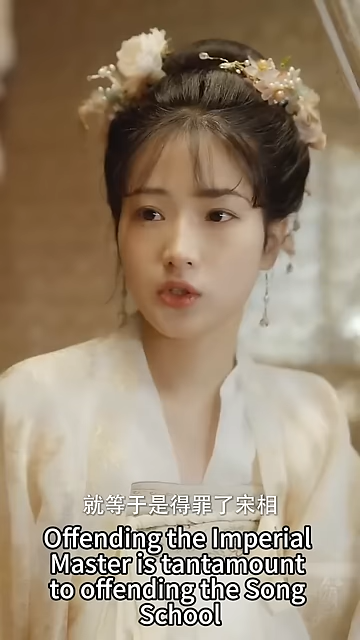 就等于是得罪了宋相
Offending the Imperial
Master is tantamount
to offending the Song
School